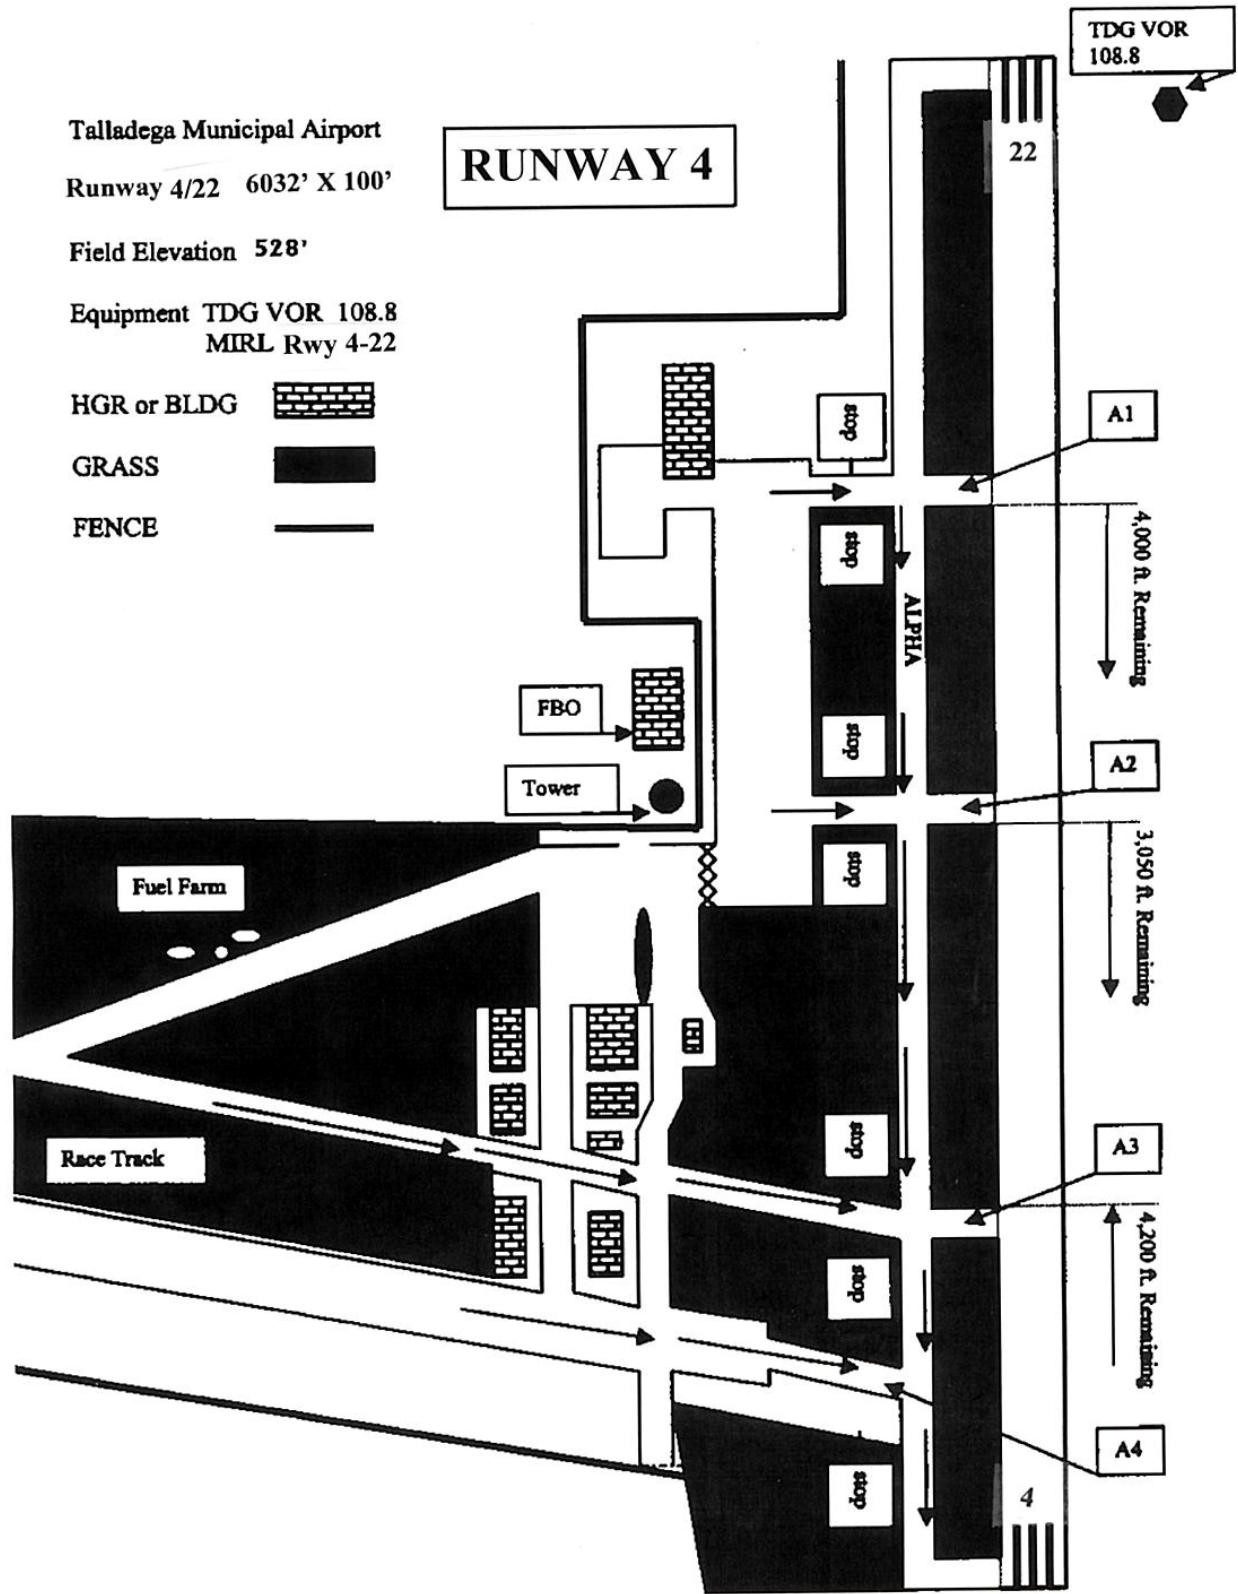 TDG VOR
108.8
Talladega Municipal Airport
RUNWAY 4
Runway 4/22 6032' X 100'
22
Field Elevation 528'
Equipment TDG VOR 108.8
MIRL Rwy 4-22
HGR or BLDG
stop
A1
GRASS
FENCE
4,000 ft. Remaining
stop
ALPHA
FBO
stop
A2
Tower
3,050 ft. Remaining
stop
Fuel Farm
stop
A3
Race Track
4,200 ft. Remaining
stop
A4
stop
4